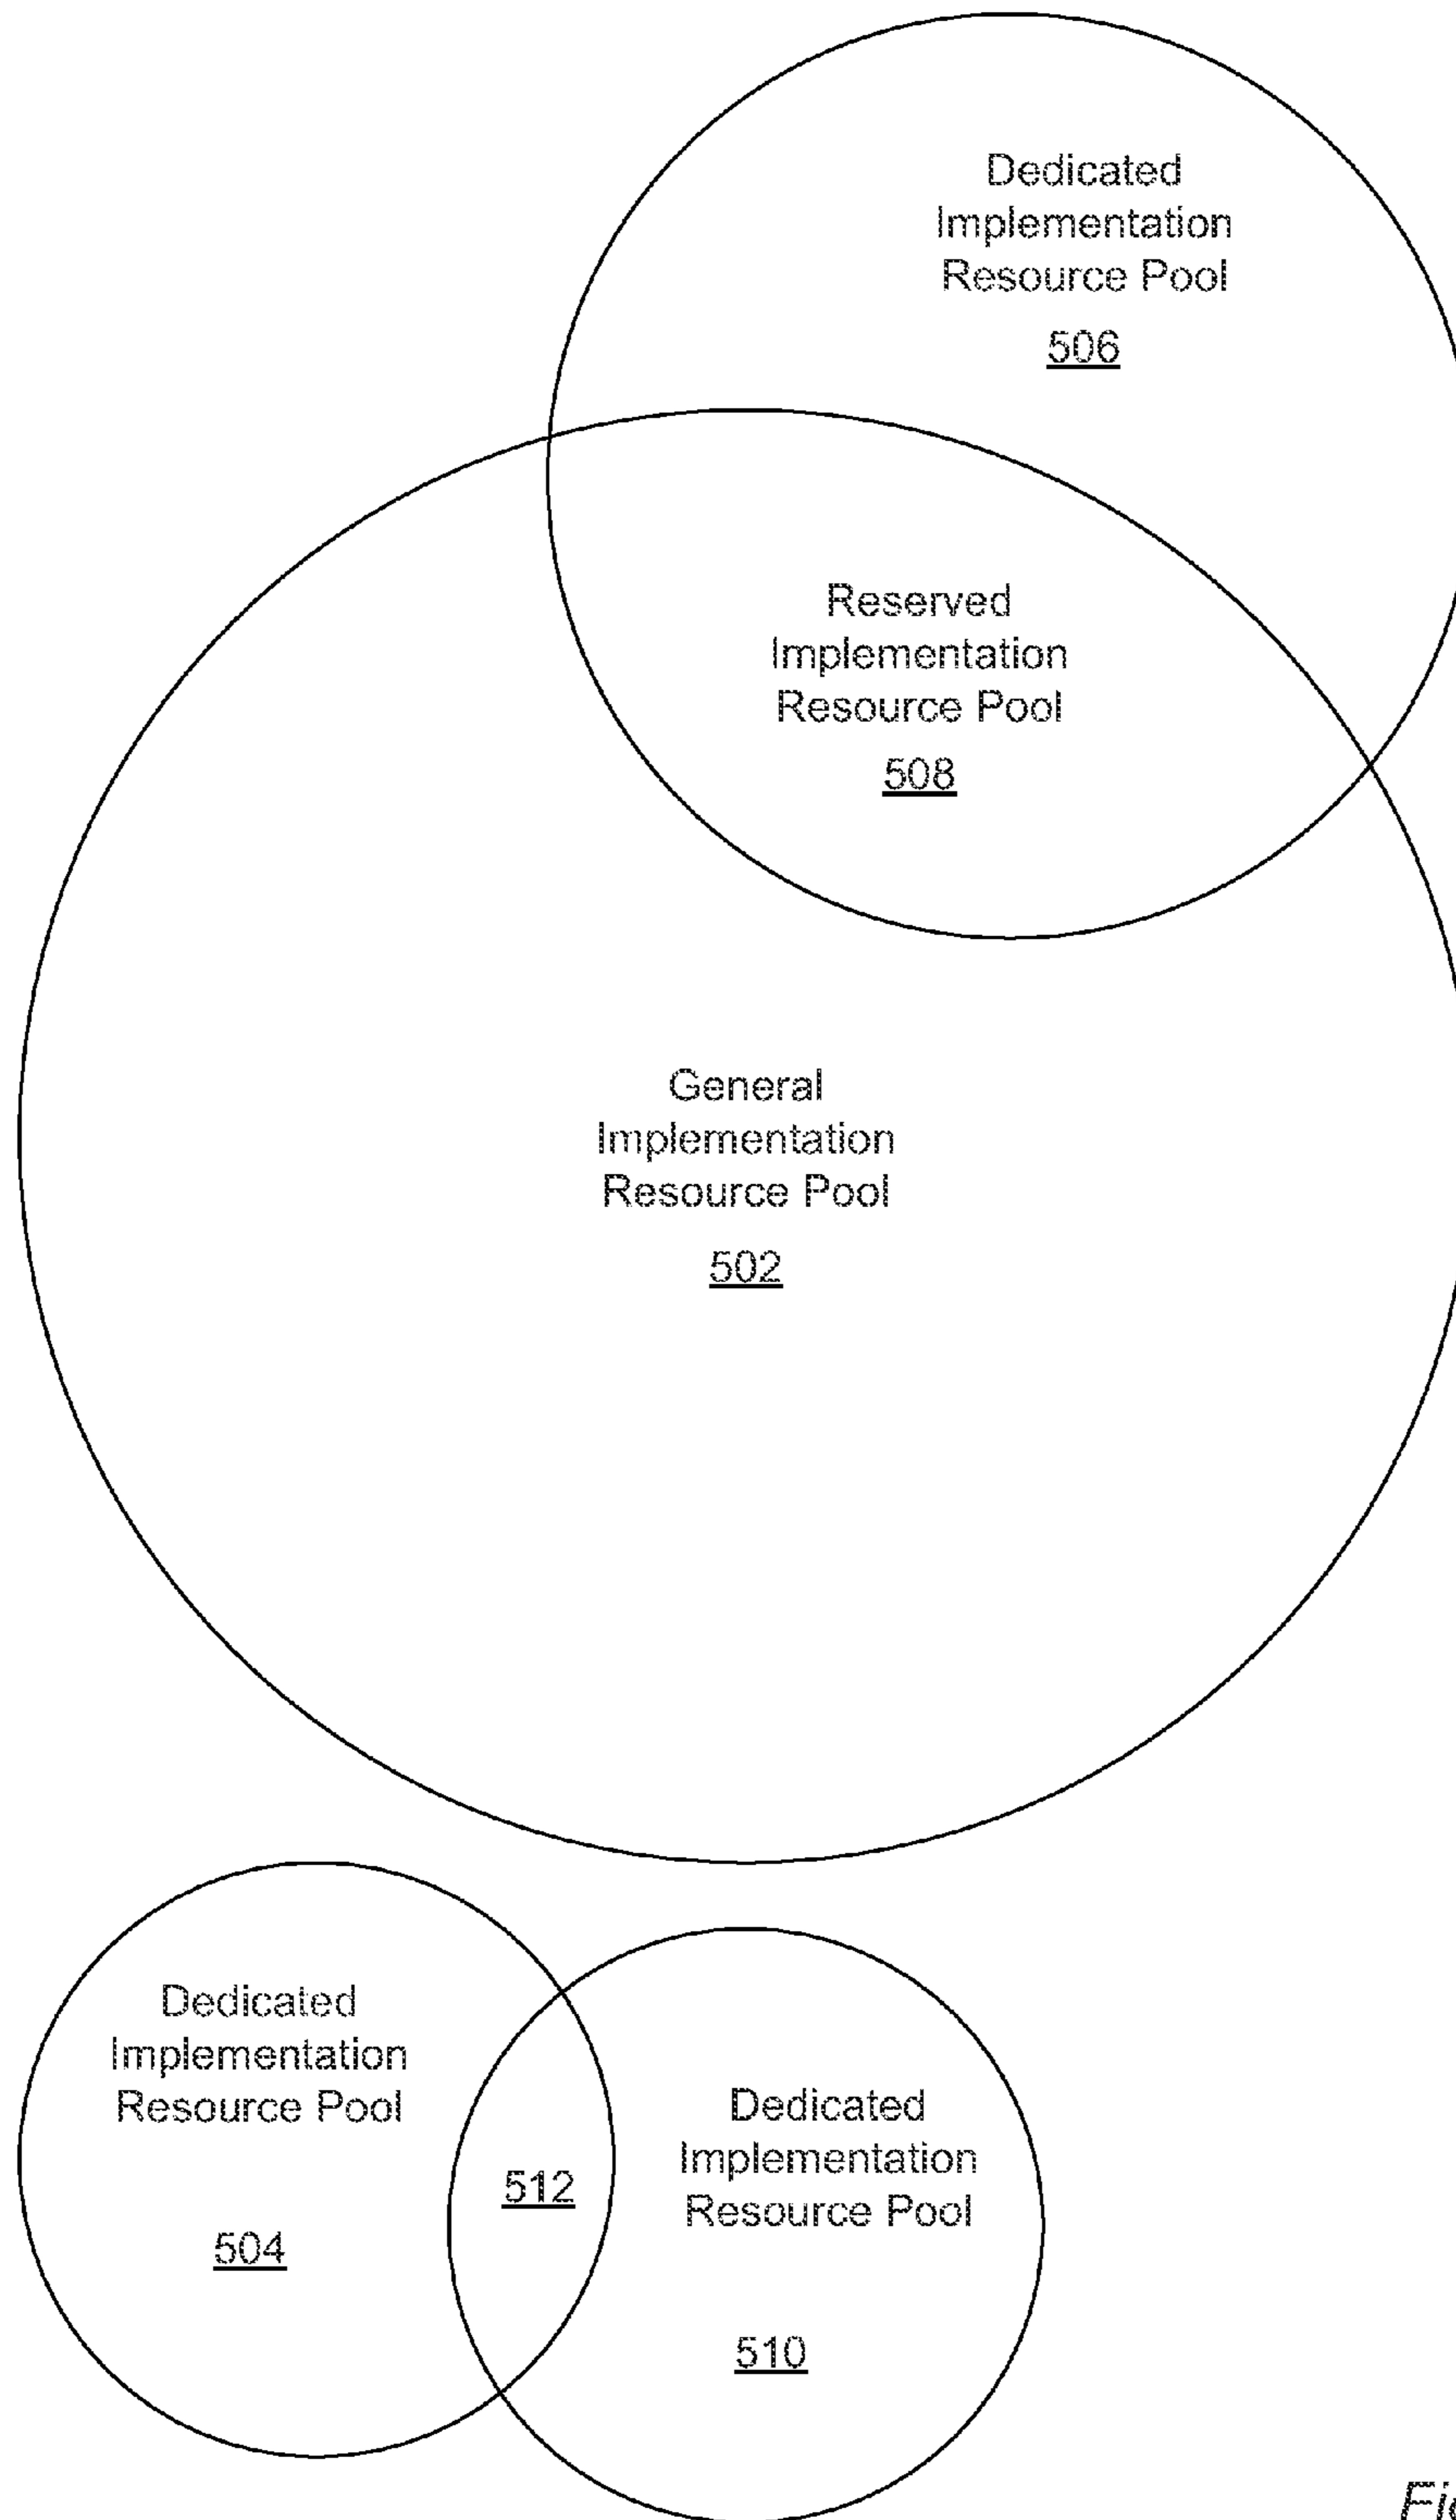 Dedicated
Implementation
Resource Pool
506
Reserved
Implementation
Resource Pool
508
General
Implementation
Resource Pool
502
Dedicated
Implementation
Resource Pool
504
512
Dedicated
Implementation
Resource Pool
510